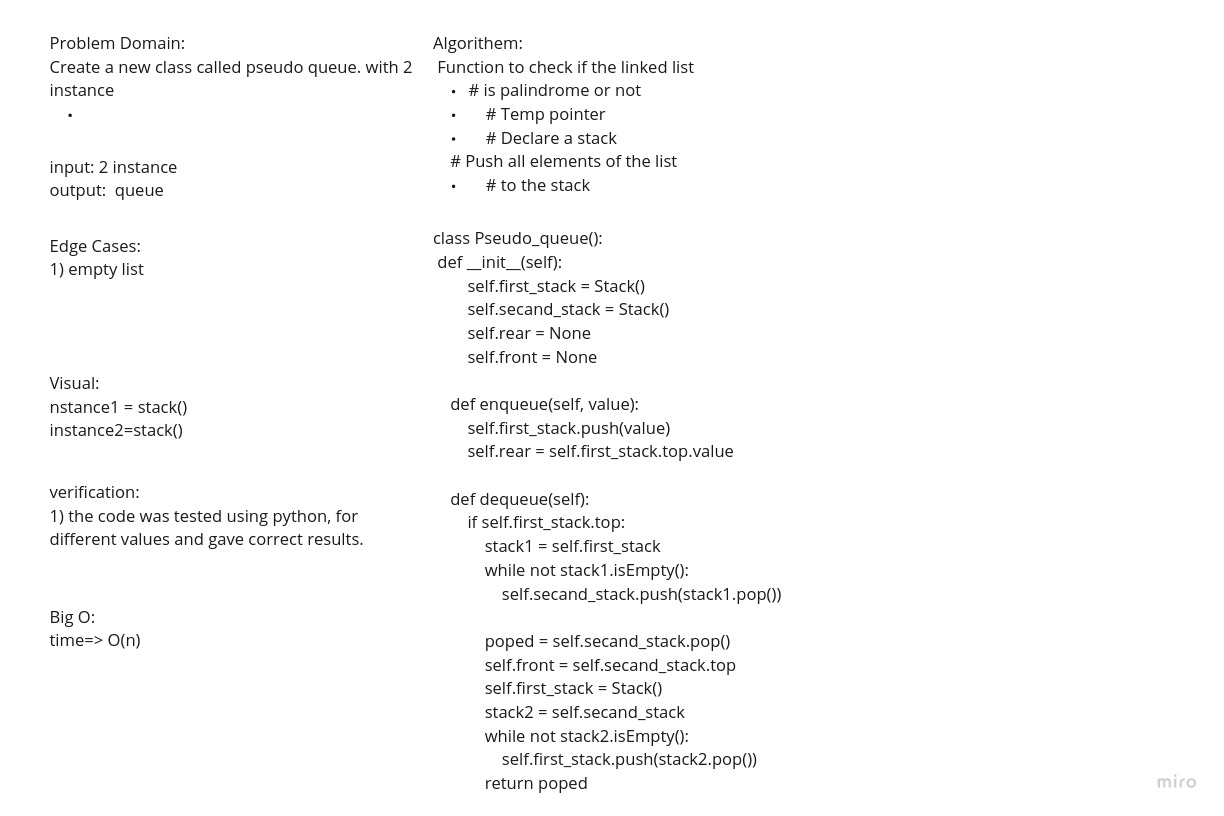 Problem Domain:
Create a new class called pseudo queue. with 2
instance
•
input: 2 instance
output:  queue
Edge Cases:
1) empty list
Visual:
nstance1 = stack()
instance2=stack()
verification:
1) the code was tested using python, for
different values and gave correct results.
Big O:
time=> O(n)
Algorithem:
Function to check if the linked list
• # is palindrome or not
• # Temp pointer
• # Declare a stack
# Push all elements of the list
• # to the stack
class Pseudo_queue():
def __init__(self):
self.first_stack = Stack()
self.secand_stack = Stack()
self.rear = None
self.front = None
def enqueue(self, value):
self.first_stack.push(value)
self.rear = self.first_stack.top.value
def dequeue(self):
if self.first_stack.top:
stack1 = self.first_stack
while not stack1.isEmpty():
self.secand_stack.push(stack1.pop())
poped = self.secand_stack.pop()
self.front = self.secand_stack.top
self.first_stack = Stack()
stack2 = self.secand_stack
while not stack2.isEmpty():
self.first_stack.push(stack2.pop())
return poped
miro